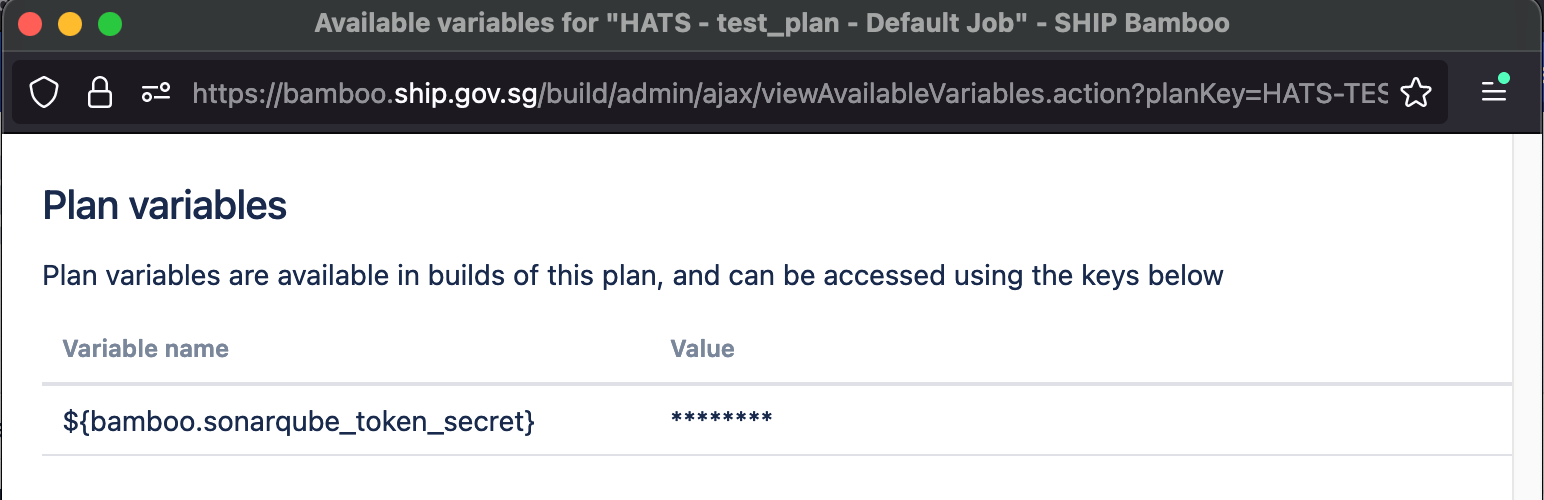 Available variables for "HATS - test_plan - Default Job" - SHIP Bamboo
https://bamboo.ship.gov.sg/build/admin/ajax/viewAvailableVariables.action?planKey=HATS-TES
Plan variables
Plan variables are available in builds of this plan, and can be accessed using the keys below
Variable name Value
${bamboo.sonarqube_token_secret} ********